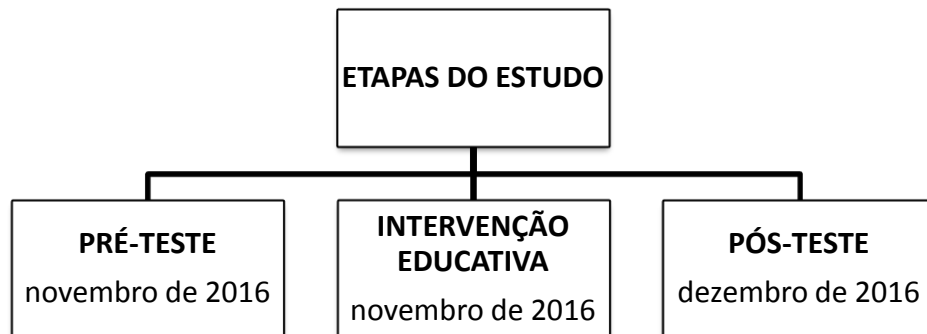 ETAPAS DO ESTUDO
PRÉ-TESTE
novembro de 2016
INTERVENÇÃO
EDUCATIVA
novembro de 2016
PÓS-TESTE
dezembro de 2016